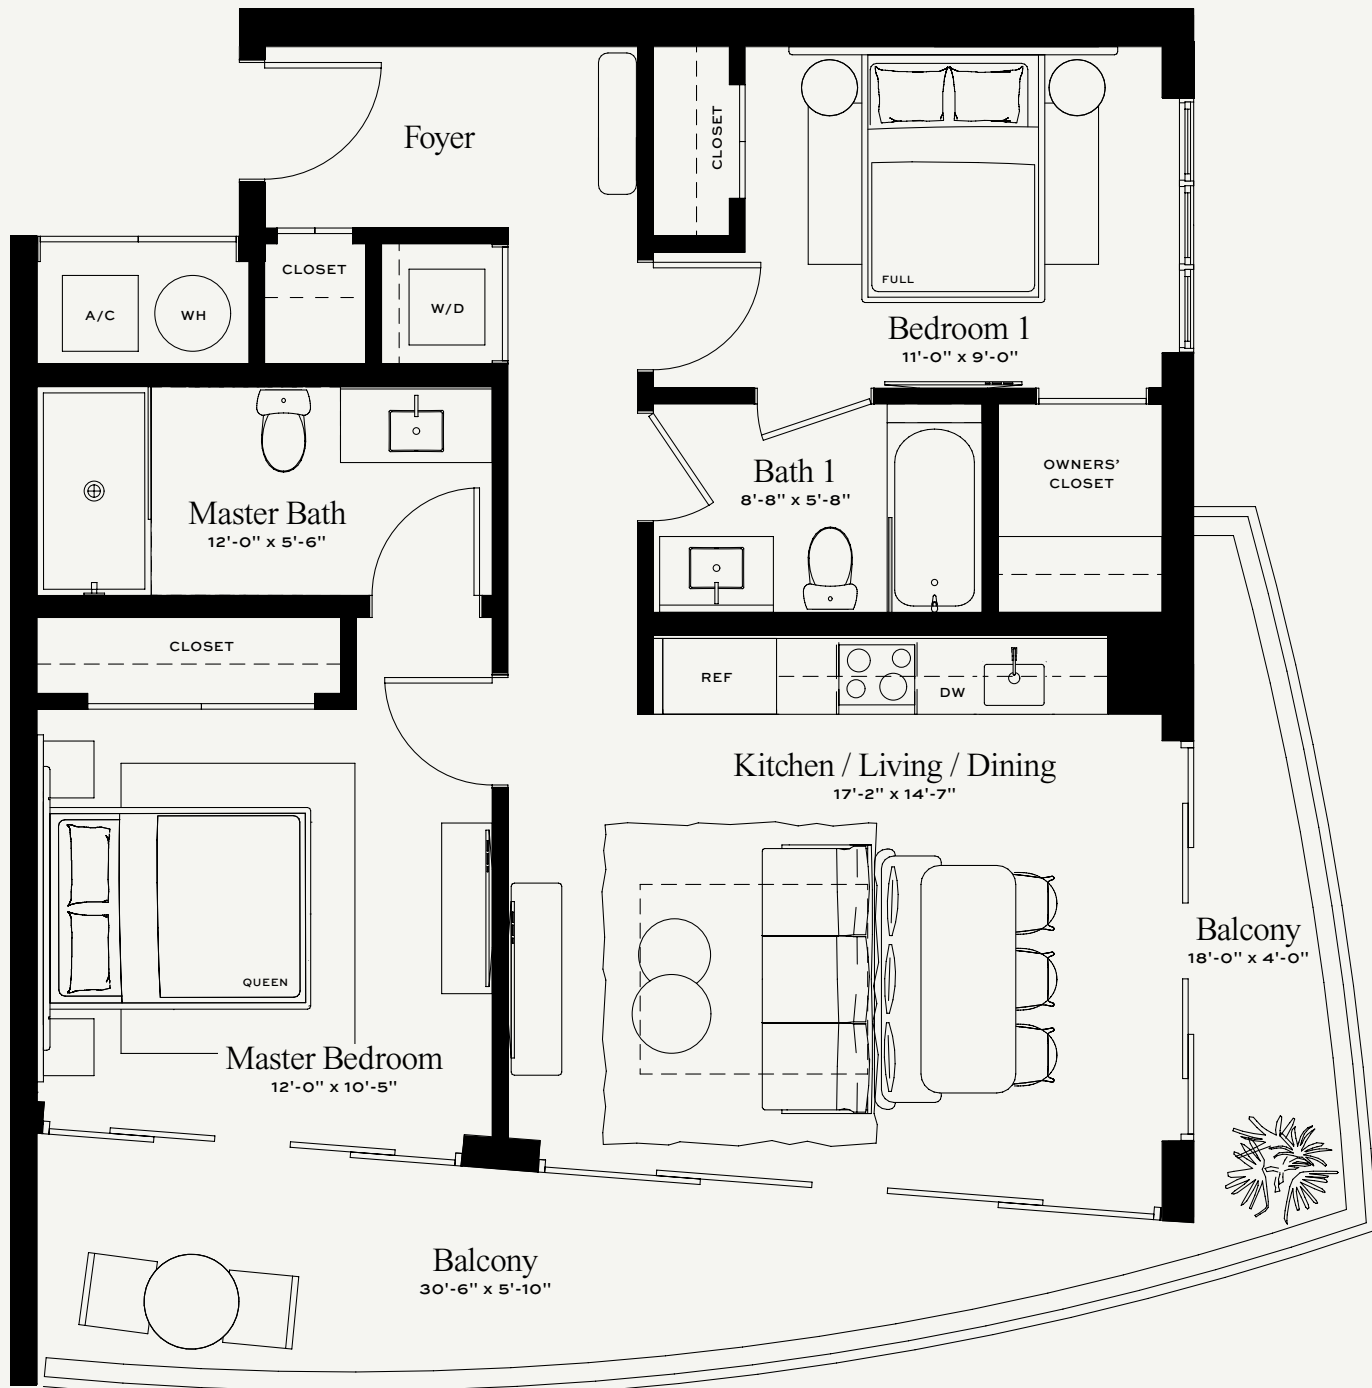 Foyer
CLOSET
FULL
Bedroom 1
11'-0" x 9'-0"
CLOSET
A/C
WH
W/D
Master Bath
12'-0" x 5'-6"
Bath 1
8'-8" x 5'-8"
OWNERS'
CLOSET
CLOSET
REF
DW
Kitchen / Living / Dining
17'-2" x 14'-7"
QUEEN
Master Bedroom
12'-0" x 10'-5"
Balcony
18'-0" x 4'-0"
Balcony
30'-6" x 5'-10"